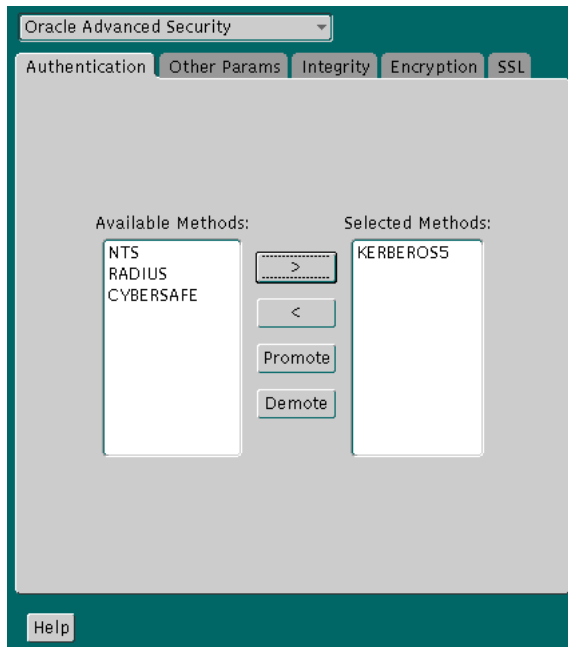 Oracle Advanced Security
Authentication Other Params Integrity Encryption SSL
Available Methods: Selected Methods:
NTS KERBEROS5
RADIUS
CYBERSAFE
>
<
Promote
Demote
Help